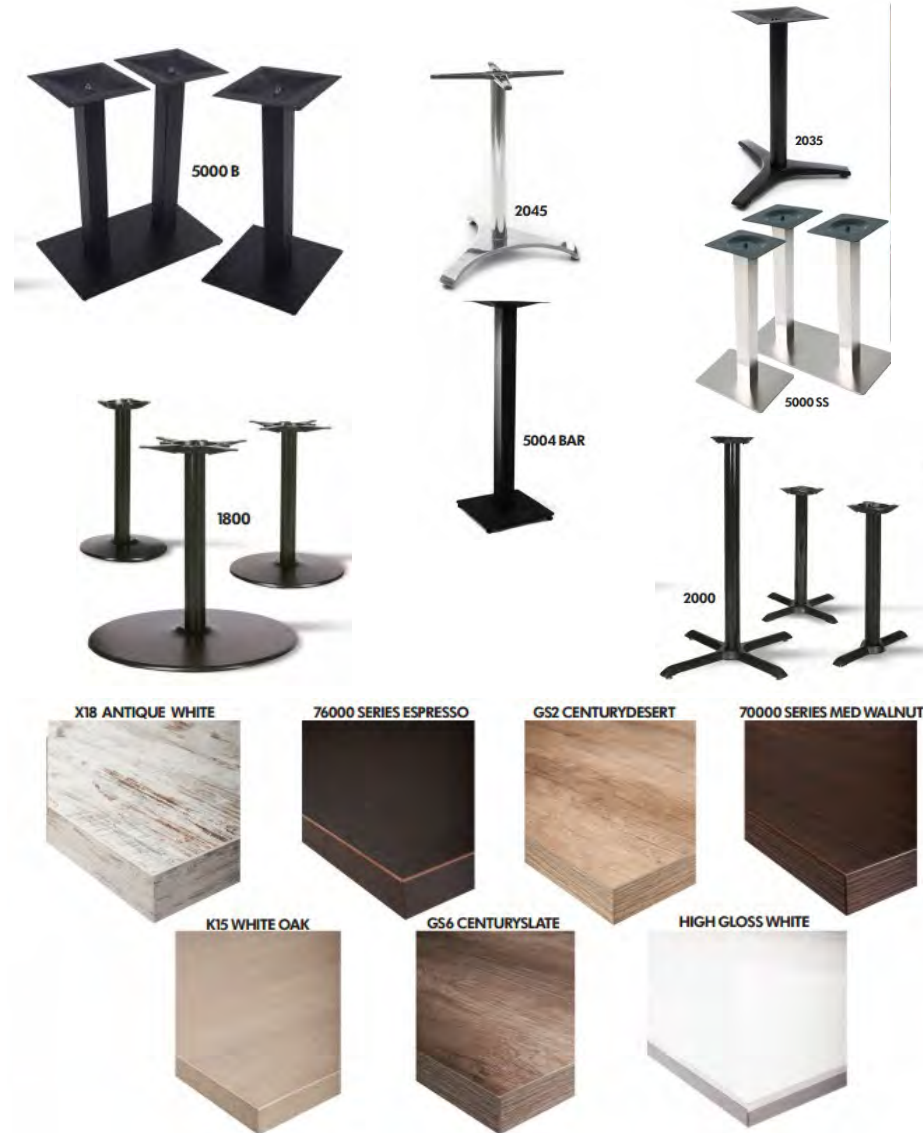 5000 B
2045
2035
5000 SS
5004 BAR
1800
2000
X18 ANTIQUE WHITE
76000 SERIES ESPRESSO
GS2 CENTURYDESERT
70000 SERIES MED WALNUT
K15 WHITE OAK
GS6 CENTURYSLATE
HIGH GLOSS WHITE